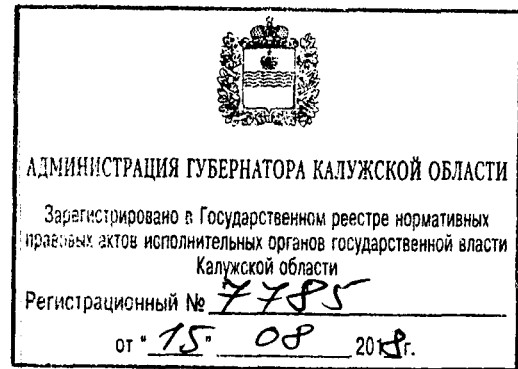 АДМИНИСТРАЦИЯ ГУБЕРНАТОРА КАЛУЖСКОЙ ОБЛАСТИ
Зарегистрировано в Государственном реестре нормативных
правовых актов исполнительных органов государственной власти
Калужской области
Регистрационный № 7785
от "15" 08 2018г.